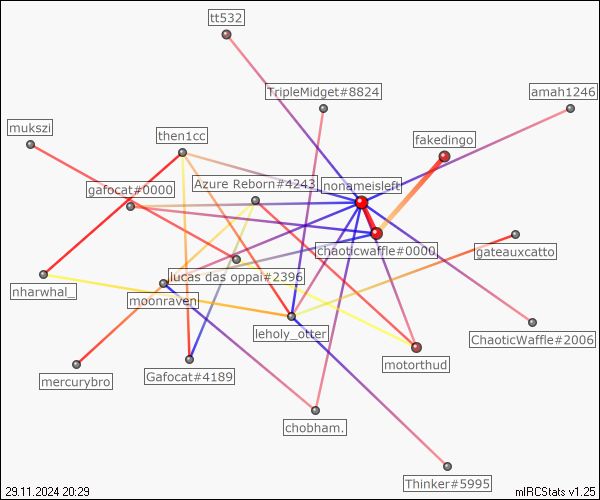 tt532
TripleMidget#8824
amah1246
mukszi
then1cc
fakedingo
Azure Reborn#4243
nonameisleft
gafocat#0000
chaoticwaffle#0000
gateauxcatto
lucas das oppai#2396
nharwhal_
moonraven
leholy_otter
ChaoticWaffle#2006
mercurybro
Gafocat#4189
motorthud
chobham.
Thinker#5995
29.11.2024 20:29
mIRCStats v1.25